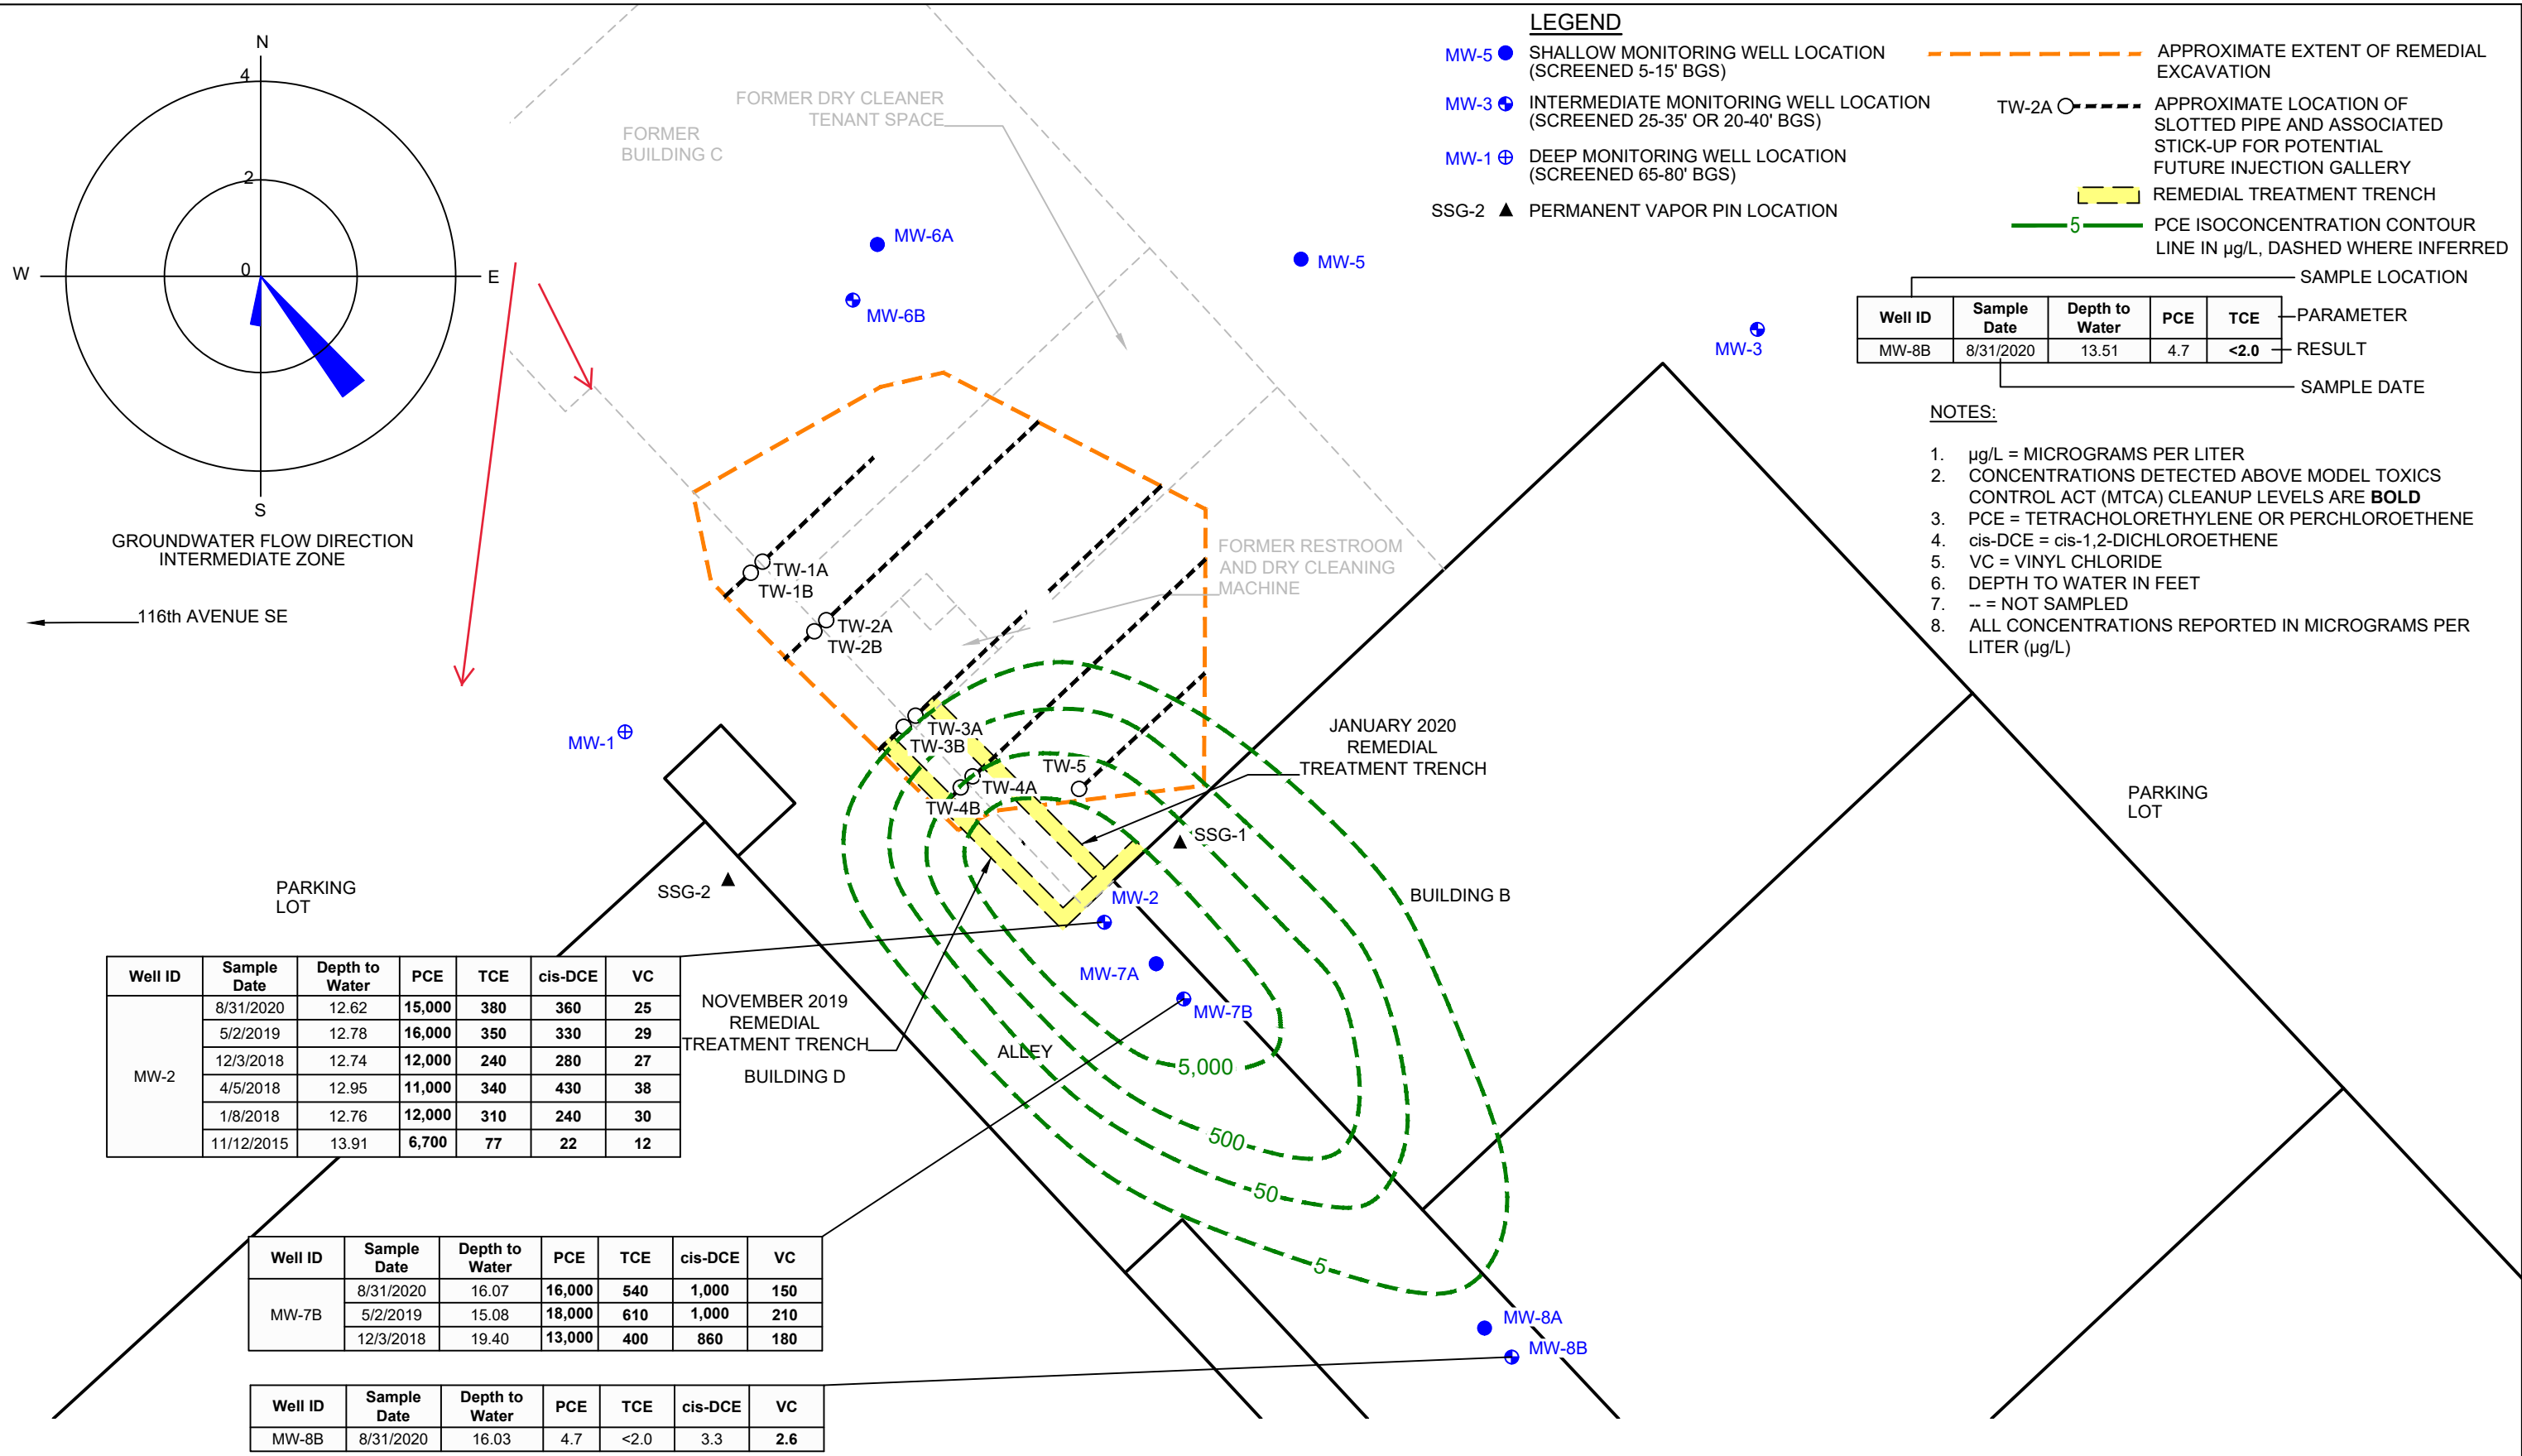 N
4
2
0
W
E
S
GROUNDWATER FLOW DIRECTION
INTERMEDIATE ZONE
116th AVENUE SE
FORMER DRY CLEANER
TENANT SPACE
FORMER
BUILDING C
MW-6A
MW-6B
MW-5
MW-3
LEGEND
MW-5
SHALLOW MONITORING WELL LOCATION
(SCREENED 5-15' BGS)
MW-3
INTERMEDIATE MONITORING WELL LOCATION
(SCREENED 25-35' OR 20-40' BGS)
MW-1
DEEP MONITORING WELL LOCATION
(SCREENED 65-80' BGS)
SSG-2
PERMANENT VAPOR PIN LOCATION
APPROXIMATE EXTENT OF REMEDIAL
EXCAVATION
TW-2A
APPROXIMATE LOCATION OF
SLOTTED PIPE AND ASSOCIATED
STICK-UP FOR POTENTIAL
FUTURE INJECTION GALLERY
REMEDIAL TREATMENT TRENCH
5
PCE ISOCONCENTRATION CONTOUR
LINE IN µg/L, DASHED WHERE INFERRED
SAMPLE LOCATION
Well ID Sample Date Depth to Water PCE TCE
PARAMETER
MW-8B 8/31/2020 13.51 4.7 <2.0
RESULT
SAMPLE DATE
NOTES:
1. µg/L = MICROGRAMS PER LITER
2. CONCENTRATIONS DETECTED ABOVE MODEL TOXICS
CONTROL ACT (MTCA) CLEANUP LEVELS ARE BOLD
3. PCE = TETRACHOLORETHYLENE OR PERCHLOROETHENE
4. cis-DCE = cis-1,2-DICHLOROETHENE
5. VC = VINYL CHLORIDE
6. DEPTH TO WATER IN FEET
7. -- = NOT SAMPLED
8. ALL CONCENTRATIONS REPORTED IN MICROGRAMS PER
LITER (µg/L)
FORMER RESTROOM
AND DRY CLEANING
MACHINE
TW-1A
TW-1B
TW-2A
TW-2B
TW-3A
TW-3B
TW-4A
TW-4B
TW-5
MW-1
JANUARY 2020
REMEDIAL
TREATMENT TRENCH
SSG-1
SSG-2
PARKING
LOT
PARKING
LOT
BUILDING B
MW-2
MW-7A
MW-7B
NOVEMBER 2019
REMEDIAL
TREATMENT TRENCH
ALLEY
BUILDING D
5,000
500
50
5
MW-8A
MW-8B
Well ID Sample Date Depth to Water PCE TCE cis-DCE VC
MW-2
8/31/2020 12.62 15,000 380 360 25
5/2/2019 12.78 16,000 350 330 29
12/3/2018 12.74 12,000 240 280 27
4/5/2018 12.95 11,000 340 430 38
1/8/2018 12.76 12,000 310 240 30
11/12/2015 13.91 6,700 77 22 12
Well ID Sample Date Depth to Water PCE TCE cis-DCE VC
MW-7B
8/31/2020 16.07 16,000 540 1,000 150
5/2/2019 15.08 18,000 610 1,000 210
12/3/2018 19.40 13,000 400 860 180
Well ID Sample Date Depth to Water PCE TCE cis-DCE VC
MW-8B 8/31/2020 16.03 4.7 <2.0 3.3 2.6